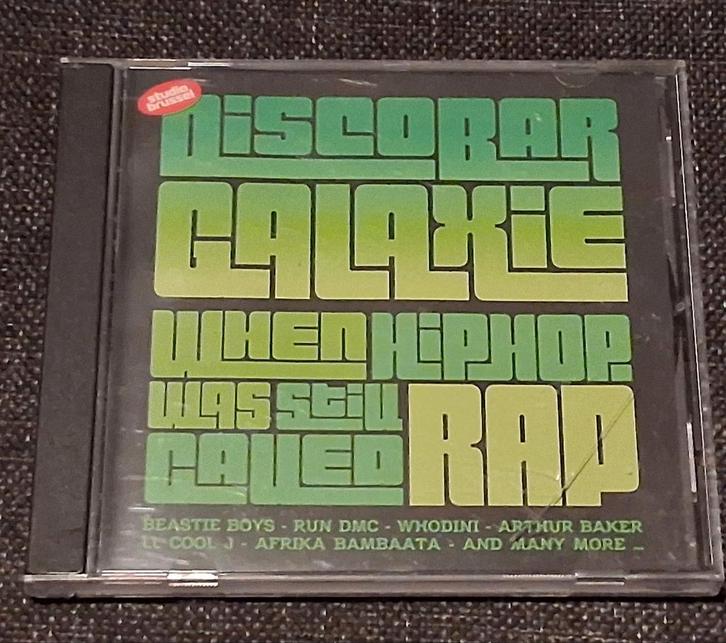 studio
brussel
DISCOBAR
GALAXIE
WHEN HIPHOP
WAS STILL
CALLED RAP
BEASTIE BOYS - RUN DMC - WHODINI - ARTHUR BAKER
LL COOL J - AFRIKA BAMBAATA - AND MANY MORE ...